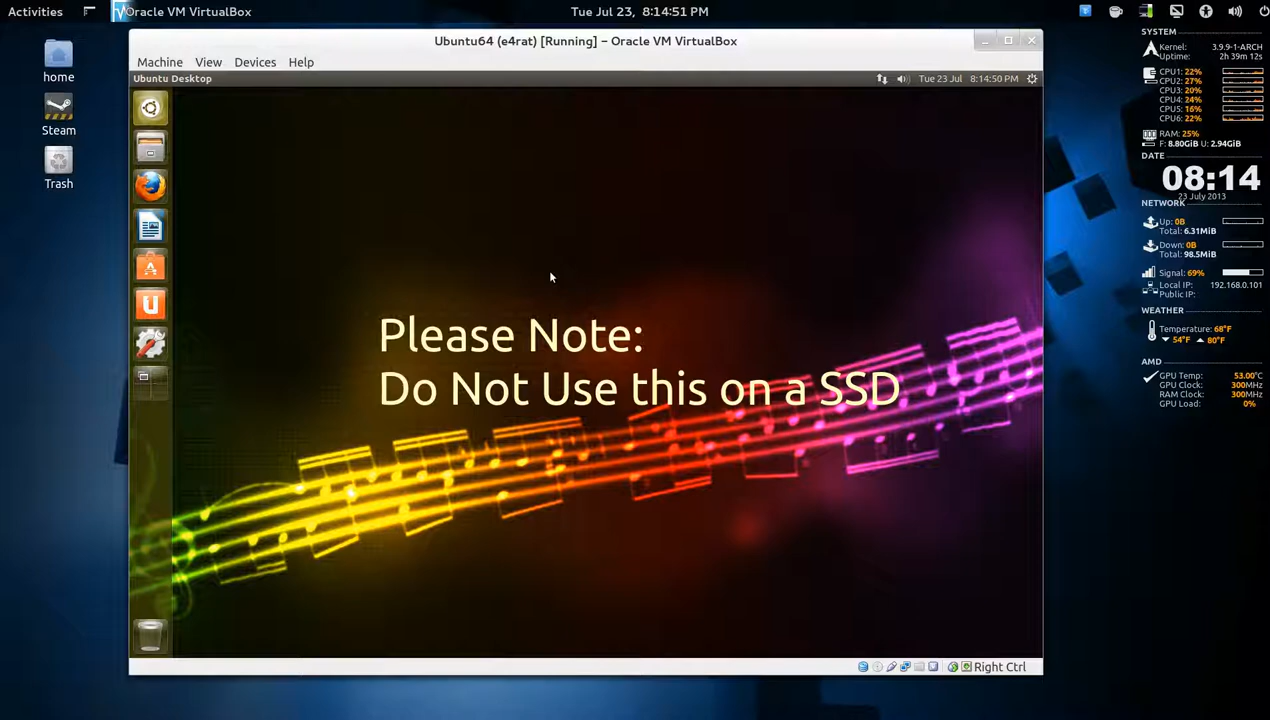 Activities
Oracle VM VirtualBox
Tue Jul 23, 8:14:51 PM
home
Steam
Trash
Ubuntu64 (e4rat) [Running] – Oracle VM VirtualBox
Machine View Devices Help
Ubuntu Desktop
Tue 23 Jul 8:14:50 PM
Please Note:
Do Not Use this on a SSD
Right Ctrl
SYSTEM
Kernel: 3.9.9-1-ARCH
Uptime: 2h 39m 12s
CPU1: 22%
CPU2: 27%
CPU3: 20%
CPU4: 24%
CPU5: 16%
CPU6: 22%
RAM: 25%
F: 8.80GiB U: 2.94GiB
DATE
08:14
23 July 2013
NETWORK
Up: 0B
Total: 6.31MiB
Down: 0B
Total: 98.5MiB
Signal: 69%
Local IP: 192.168.0.101
Public IP:
WEATHER
Temperature: 68°F
54°F 80°F
AMD
GPU Temp: 53.00°C
GPU Clock: 300MHz
RAM Clock: 300MHz
GPU Load: 0%